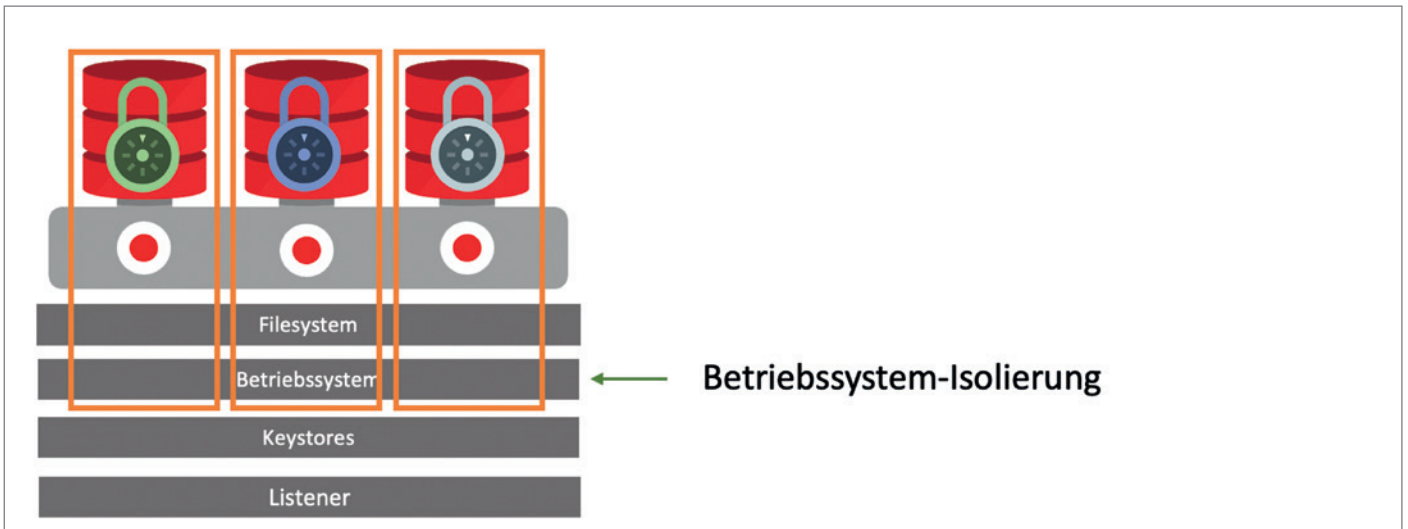 Filesystem
Betriebssystem
Betriebssystem-Isolierung
Keystores
Listener